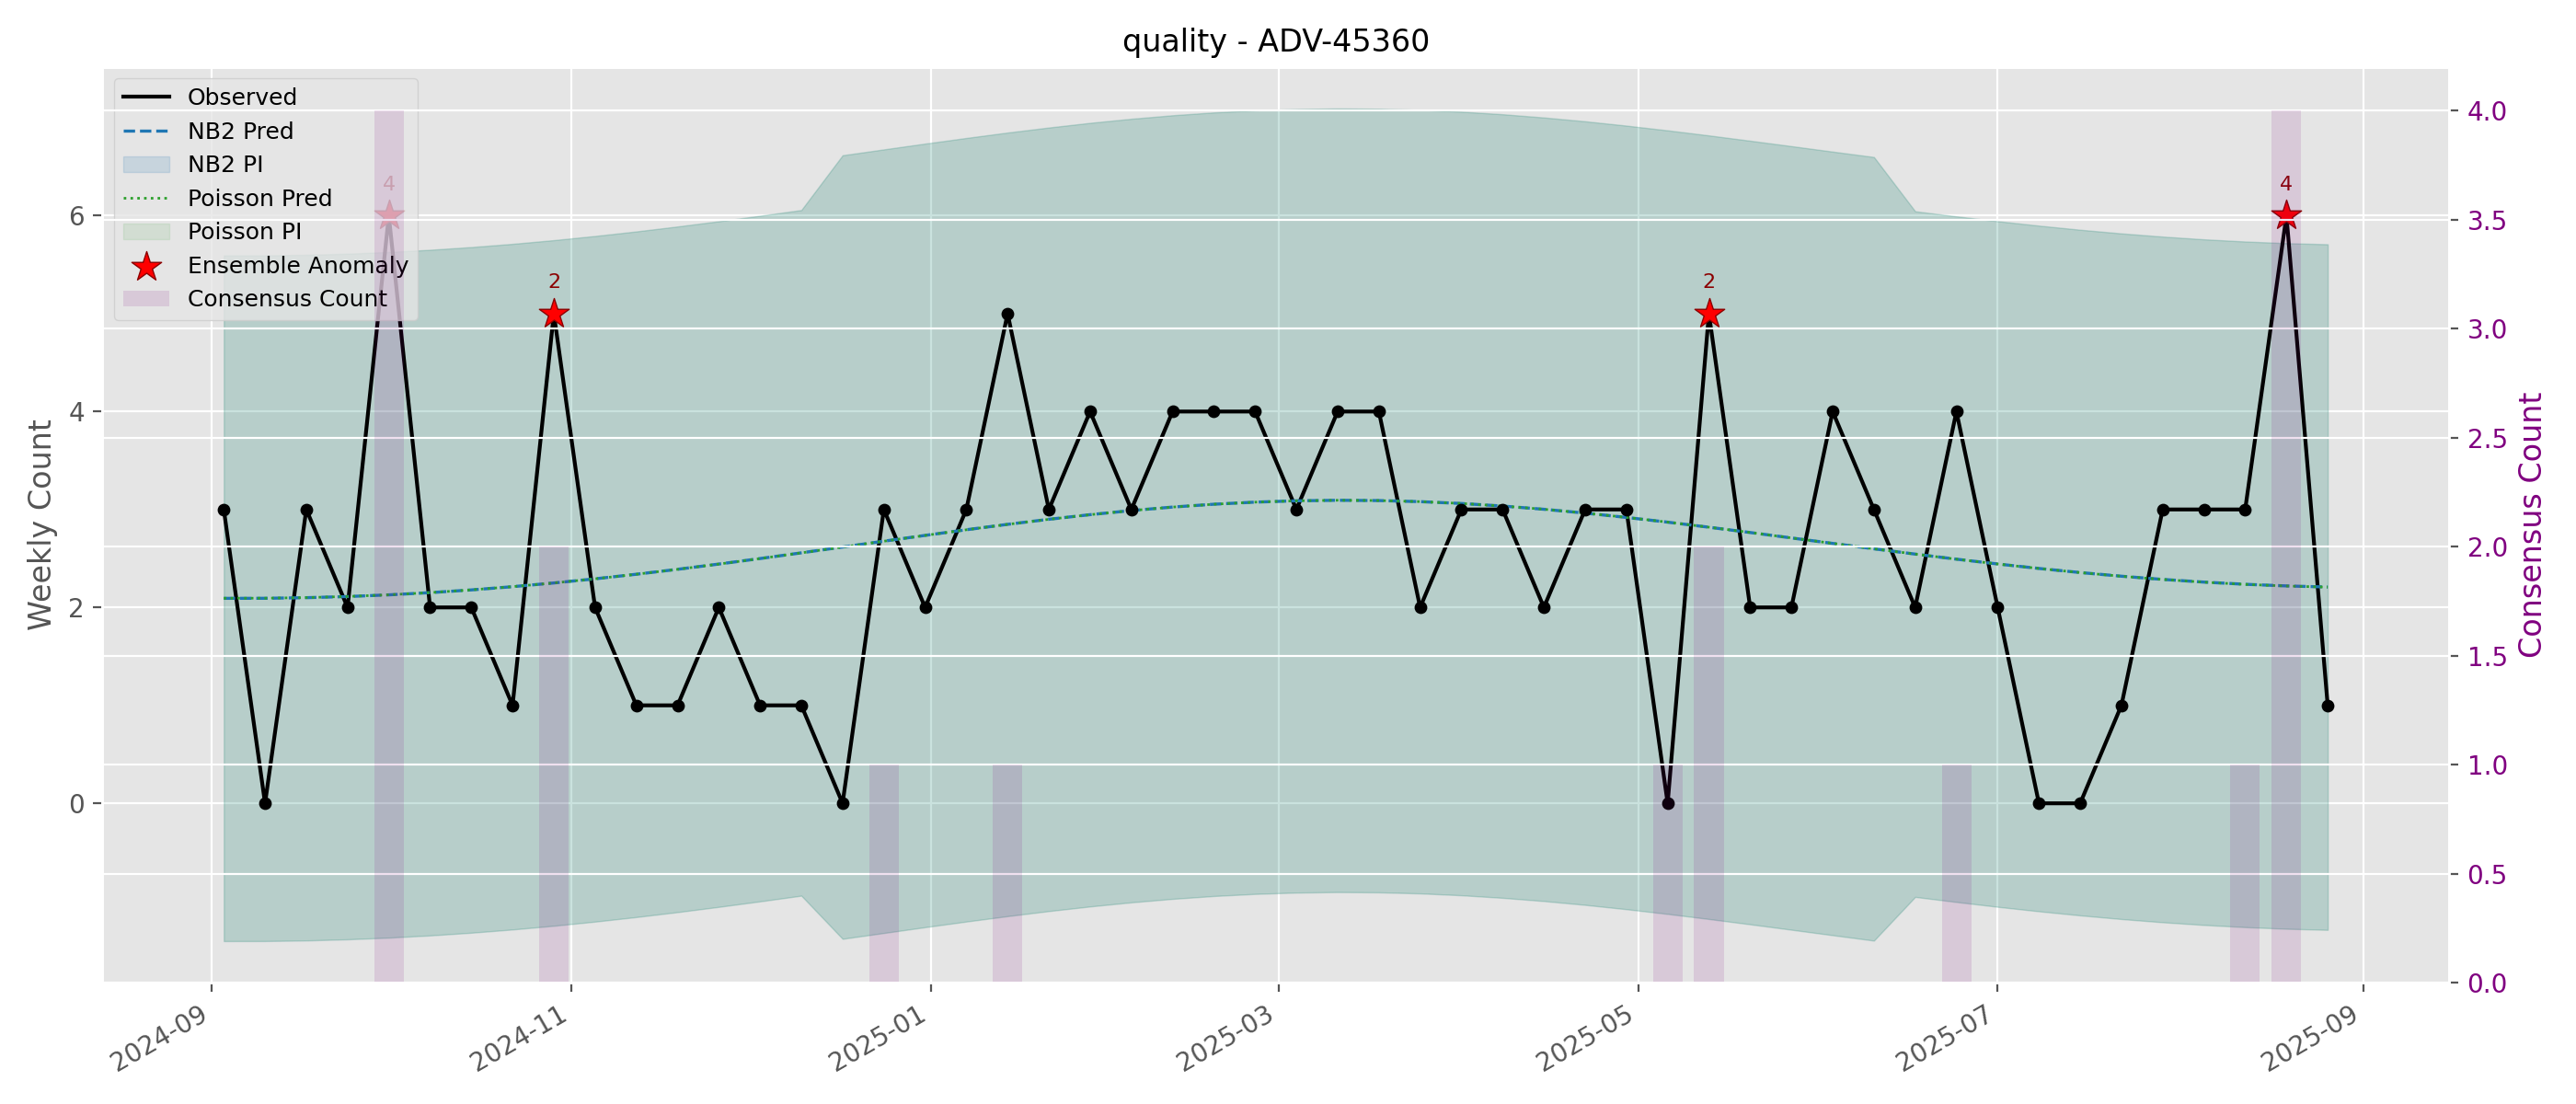 quality - ADV-45360
Observed
NB2 Pred
NB2 PI
Poisson Pred
Poisson PI
Ensemble Anomaly
Consensus Count
4
2
2
4
Weekly Count
6
4
2
0
4.0
3.5
3.0
2.5
2.0
1.5
1.0
0.5
0.0
Consensus Count
2024-09
2024-11
2025-01
2025-03
2025-05
2025-07
2025-09